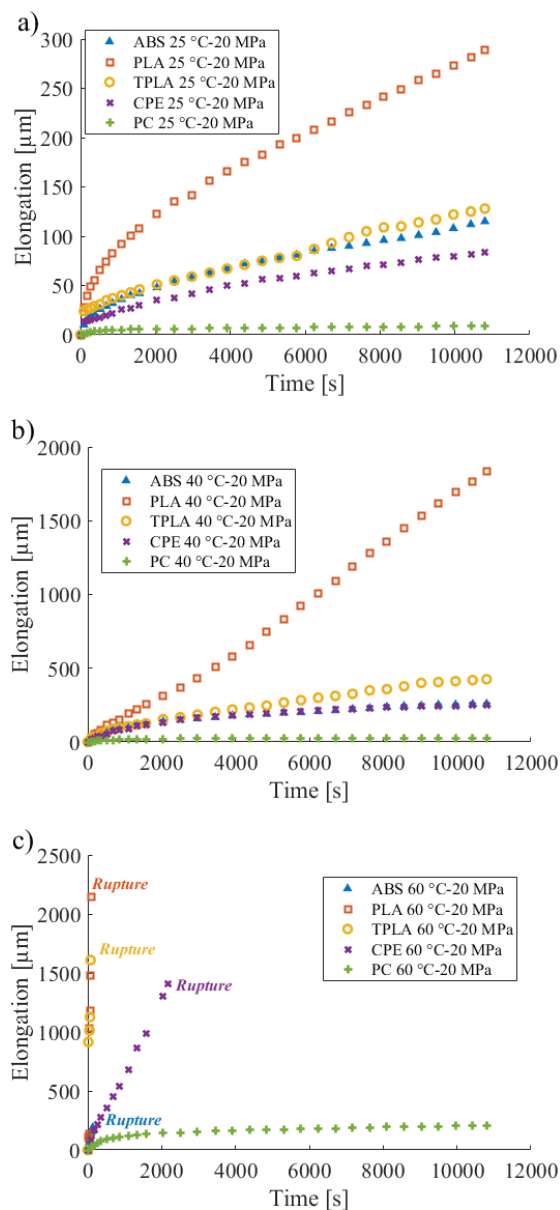 a)
300
250
200
150
100
50
0
Elongation [µm]
ABS 25 °C-20 MPa
PLA 25 °C-20 MPa
TPLA 25 °C-20 MPa
CPE 25 °C-20 MPa
PC 25 °C-20 MPa
0 2000 4000 6000 8000 10000 12000
Time [s]
b)
2000
1500
1000
500
0
Elongation [µm]
ABS 40 °C-20 MPa
PLA 40 °C-20 MPa
TPLA 40 °C-20 MPa
CPE 40 °C-20 MPa
PC 40 °C-20 MPa
0 2000 4000 6000 8000 10000 12000
Time [s]
c)
2500
2000
1500
1000
500
0
Elongation [µm]
Rupture
Rupture
Rupture
Rupture
ABS 60 °C-20 MPa
PLA 60 °C-20 MPa
TPLA 60 °C-20 MPa
CPE 60 °C-20 MPa
PC 60 °C-20 MPa
0 2000 4000 6000 8000 10000 12000
Time [s]